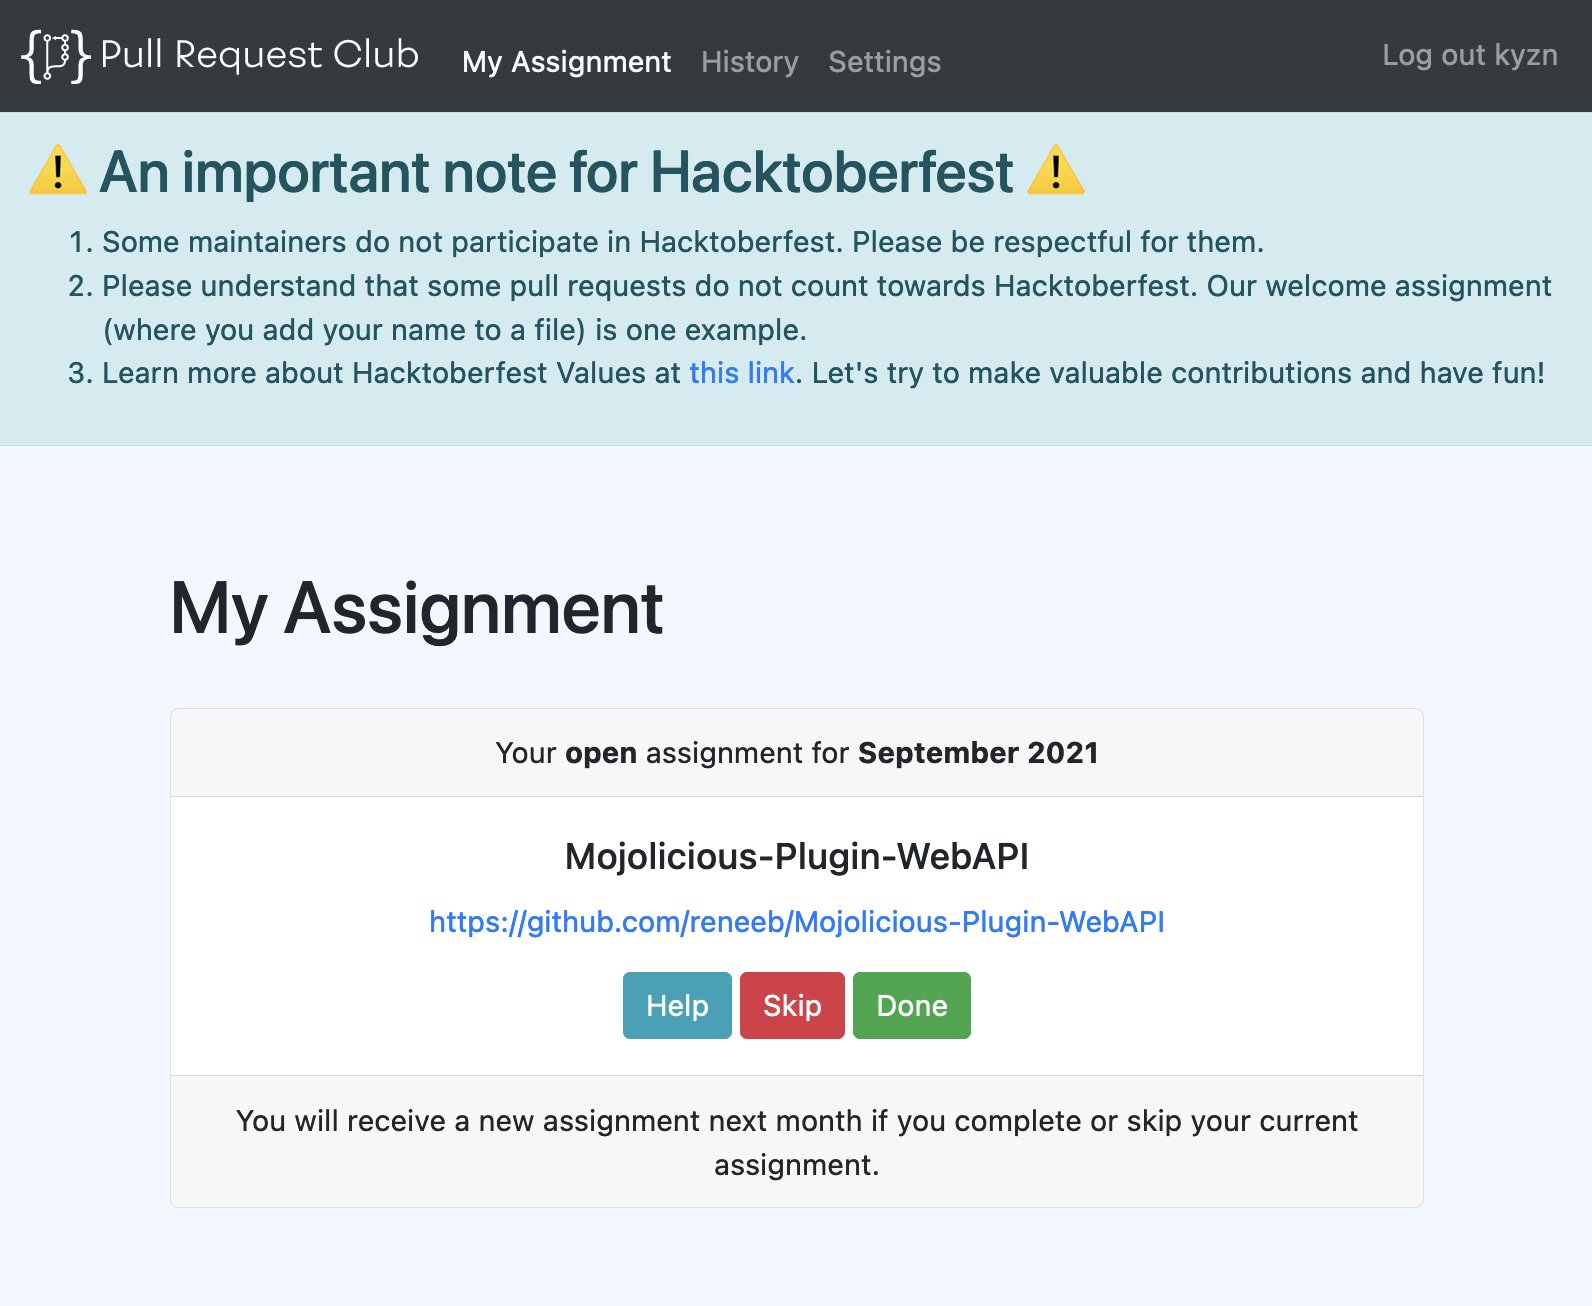 Pull Request Club My Assignment History Settings Log out kyzn
⚠️ An important note for Hacktoberfest ⚠️
1. Some maintainers do not participate in Hacktoberfest. Please be respectful for them.
2. Please understand that some pull requests do not count towards Hacktoberfest. Our welcome assignment
(where you add your name to a file) is one example.
3. Learn more about Hacktoberfest Values at this link. Let's try to make valuable contributions and have fun!
My Assignment
Your open assignment for September 2021
Mojolicious-Plugin-WebAPI
https://github.com/reneeb/Mojolicious-Plugin-WebAPI
Help Skip Done
You will receive a new assignment next month if you complete or skip your current
assignment.